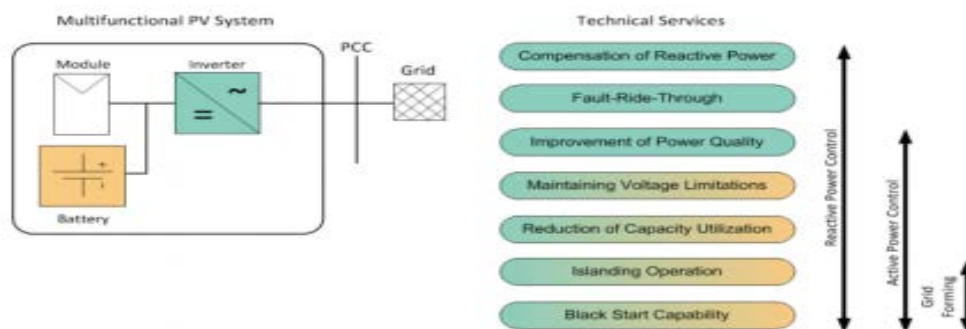 Multifunctional PV System
Module
Inverter
PCC
Grid
Battery
Technical Services
Compensation of Reactive Power
Fault-Ride-Through
Improvement of Power Quality
Maintaining Voltage Limitations
Reduction of Capacity Utilization
Islanding Operation
Black Start Capability
Reactive Power Control
Active Power Control
Grid
Forming